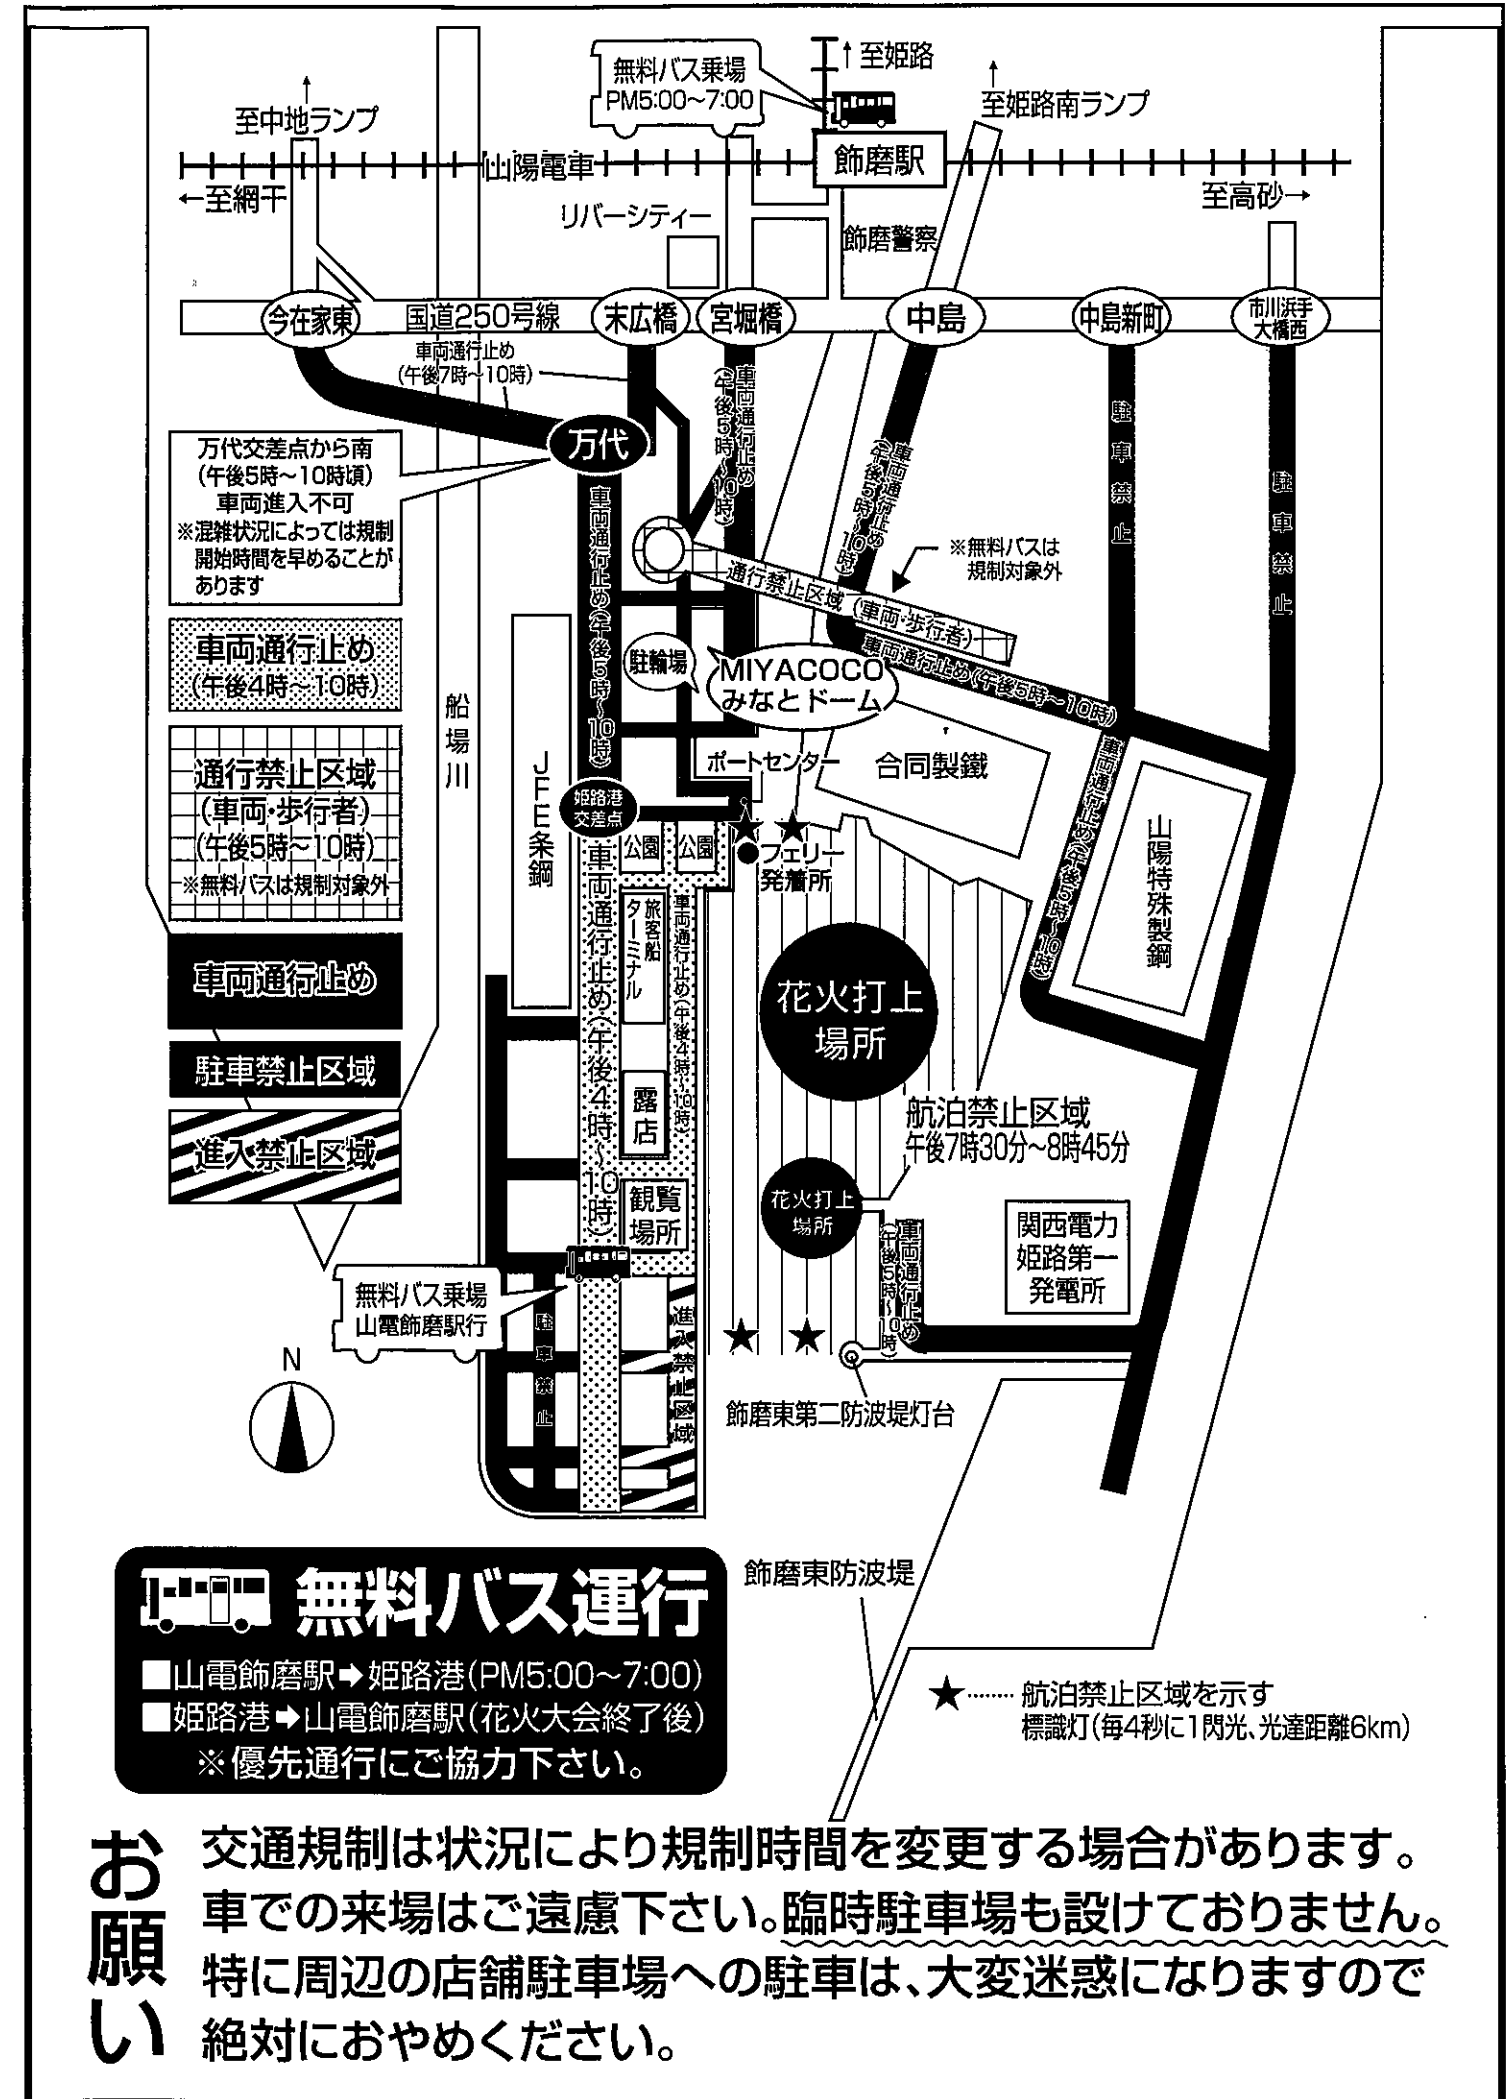 無料バス乗場
PM5:00〜7:00
↑至姫路
至中地ランプ
至姫路南ランプ
山陽電車
飾磨駅
←至網干
至高砂→
リバーシティー
飾磨警察
今在家東
国道250号線
末広橋
宮堀橋
中島
中島新町
市川浜手
大橋西
車両通行止め
(午後7時〜10時)
車両通行止め
(午後5時〜10時)
車両通行止め
(午後5時〜10時)
駐車禁止
駐車禁止
万代
万代交差点から南
(午後5時〜10時頃)
車両進入不可
※混雑状況によっては規制
開始時間を早めることが
あります
※無料バスは
規制対象外
通行禁止区域(車両・歩行者)
車両通行止め(午後5時〜10時)
車両通行止め(午後5時〜10時)
車両通行止め
(午後4時〜10時)
駐輪場
MIYACOCO
みなとドーム
船場川
JFE条鋼
ポートセンター
合同製鐵
車両通行止め(午後5時〜10時)
山陽特殊製鋼
通行禁止区域
(車両・歩行者)
(午後5時〜10時)
※無料バスは規制対象外
姫路港
交差点
公園
公園
フェリー
発着所
車両通行止め(午後4時〜10時)
旅客船
ターミナル
車両通行止め(午後4時〜10時)
車両通行止め
花火打上
場所
駐車禁止区域
露店
航泊禁止区域
午後7時30分〜8時45分
進入禁止区域
観覧
場所
花火打上
場所
車両通行止め
(午後5時〜10時)
関西電力
姫路第一
発電所
無料バス乗場
山電飾磨駅行
駐車禁止
進入禁止区域
N
飾磨東第二防波堤灯台
無料バス運行
■山電飾磨駅➡姫路港(PM5:00〜7:00)
■姫路港➡山電飾磨駅(花火大会終了後)
※優先通行にご協力下さい。
飾磨東防波堤
★……航泊禁止区域を示す
標識灯(毎4秒に1閃光、光達距離6km)
お願い
交通規制は状況により規制時間を変更する場合があります。
車での来場はご遠慮下さい。臨時駐車場も設けておりません。
特に周辺の店舗駐車場への駐車は、大変迷惑になりますので
絶対におやめください。